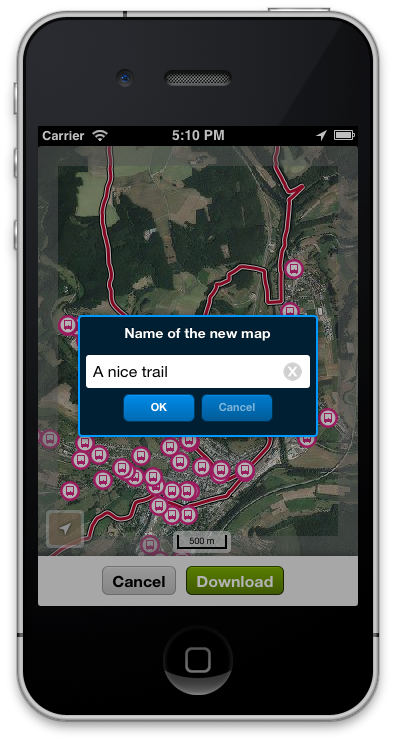 Carrier 5:10 PM
Name of the new map
A nice trail
OK Cancel
500 m
Cancel Download